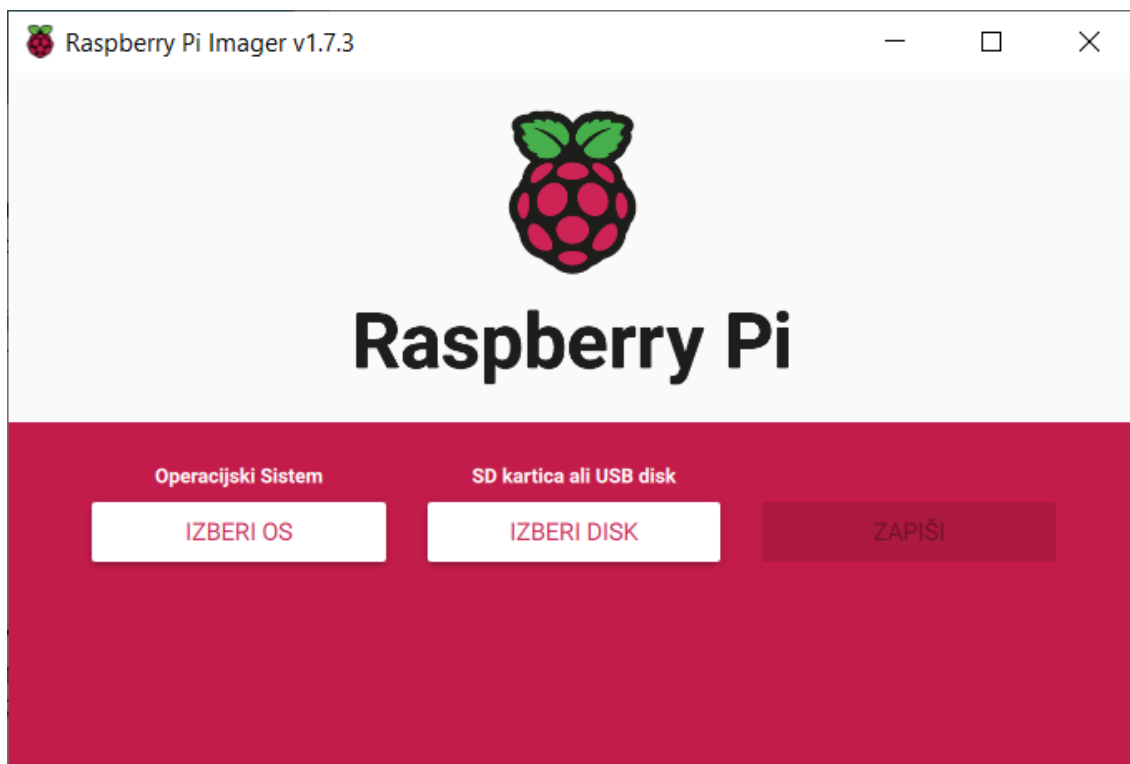 Raspberry Pi Imager v1.7.3
Raspberry Pi
Operacijski Sistem
SD kartica ali USB disk
IZBERI OS
IZBERI DISK
ZAPIŠI